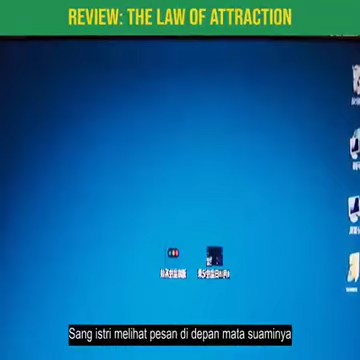 REVIEW: THE LAW OF ATTRACTION
Sang istri melihat pesan di depan mata suaminya